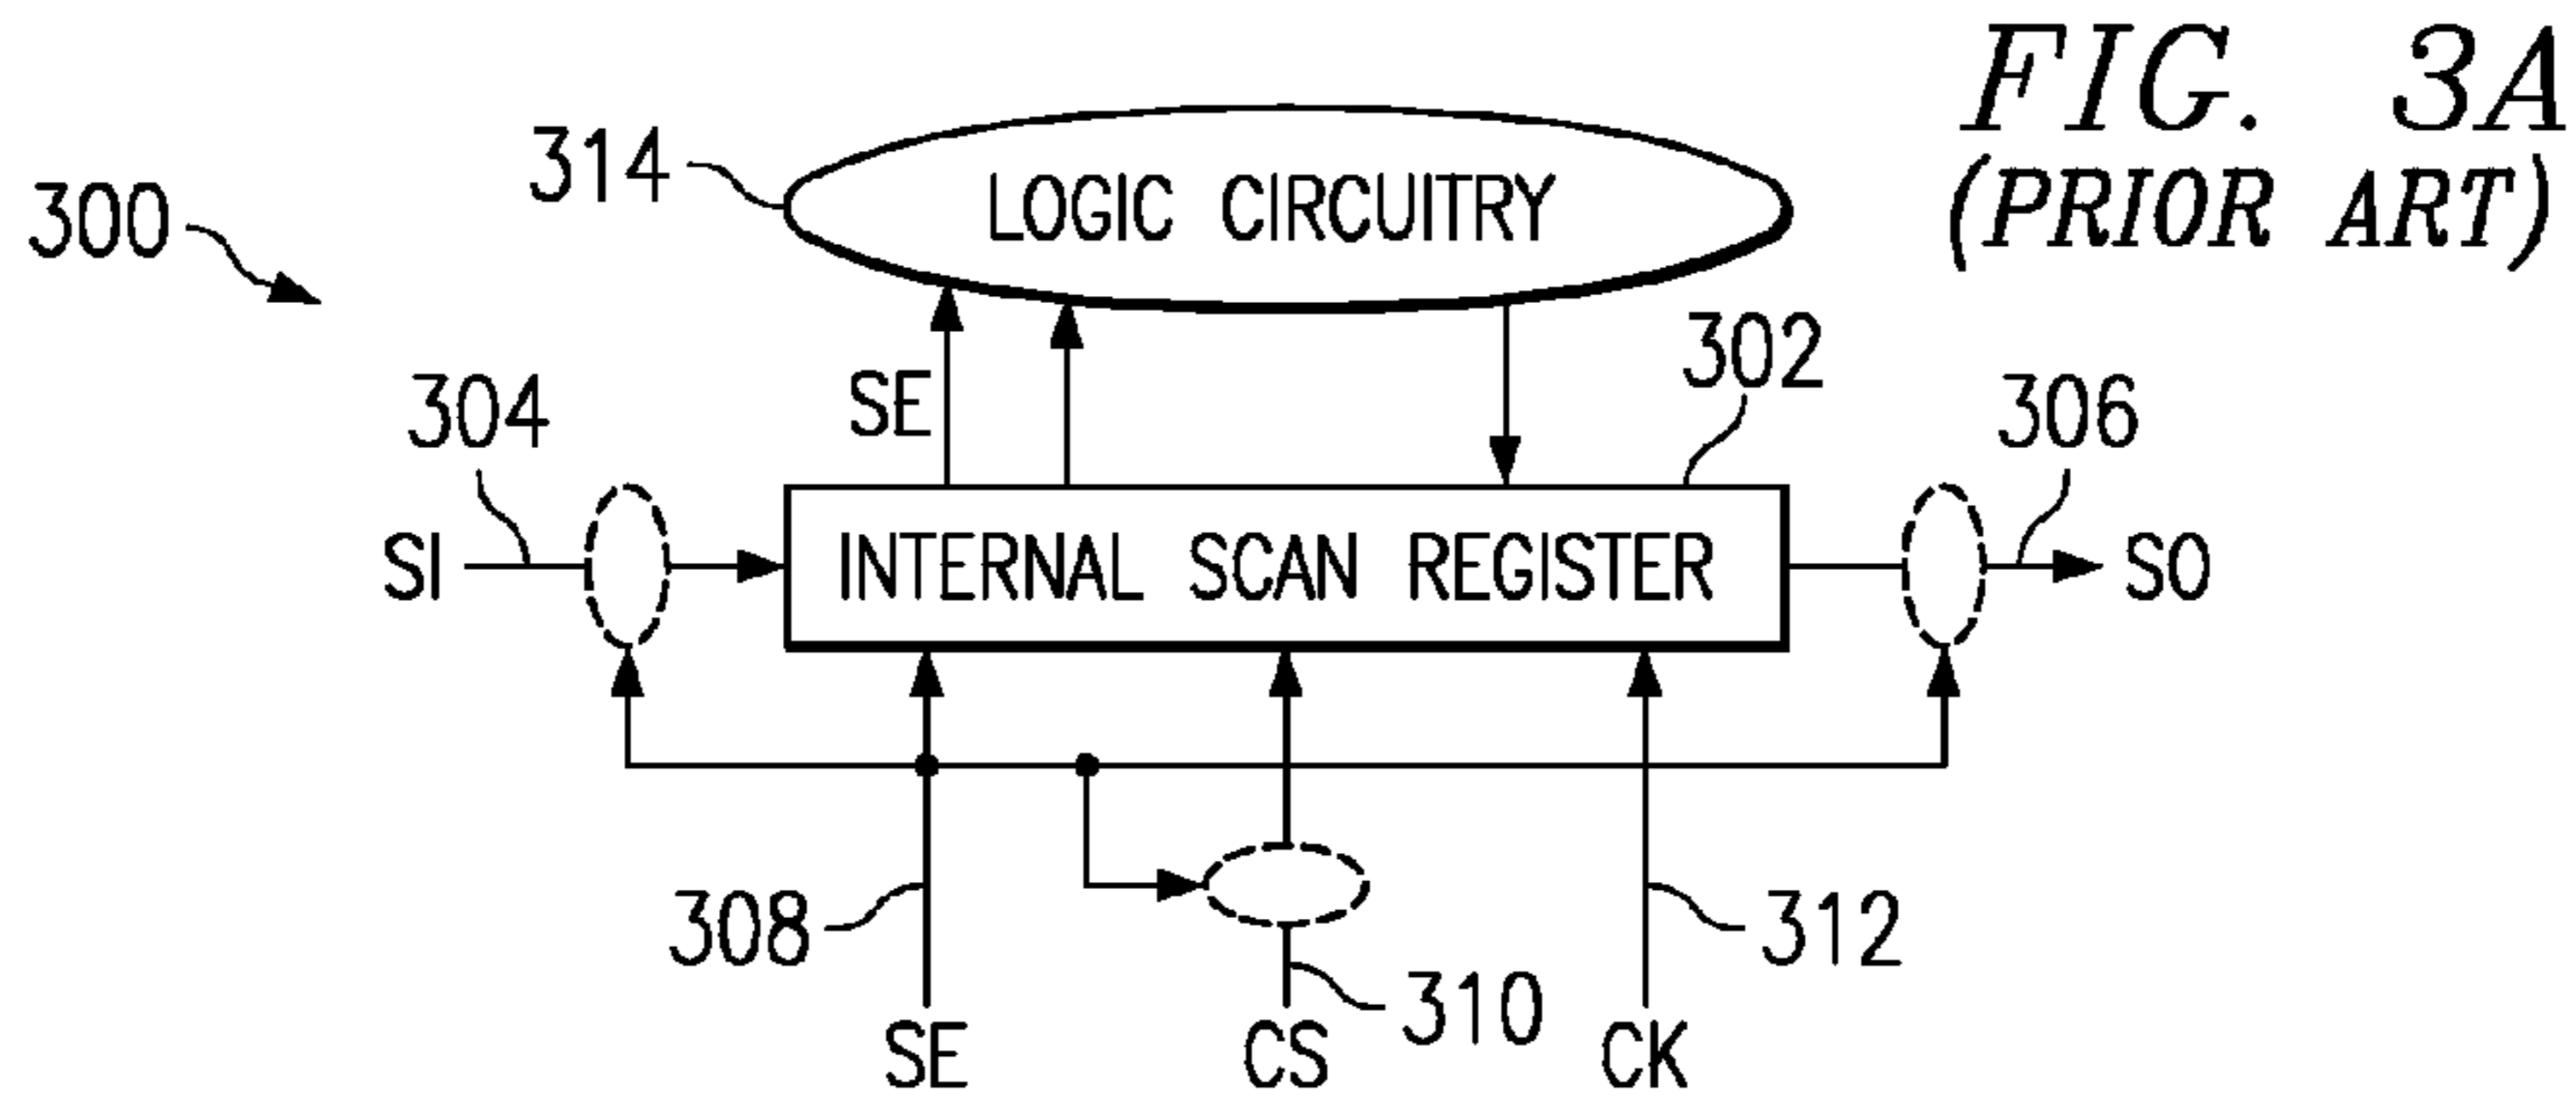 FIG. 3A
(PRIOR ART)
314
LOGIC CIRCUITRY
300
302
SE
304
306
SI
INTERNAL SCAN REGISTER
SO
308
312
310
SE
CS
CK